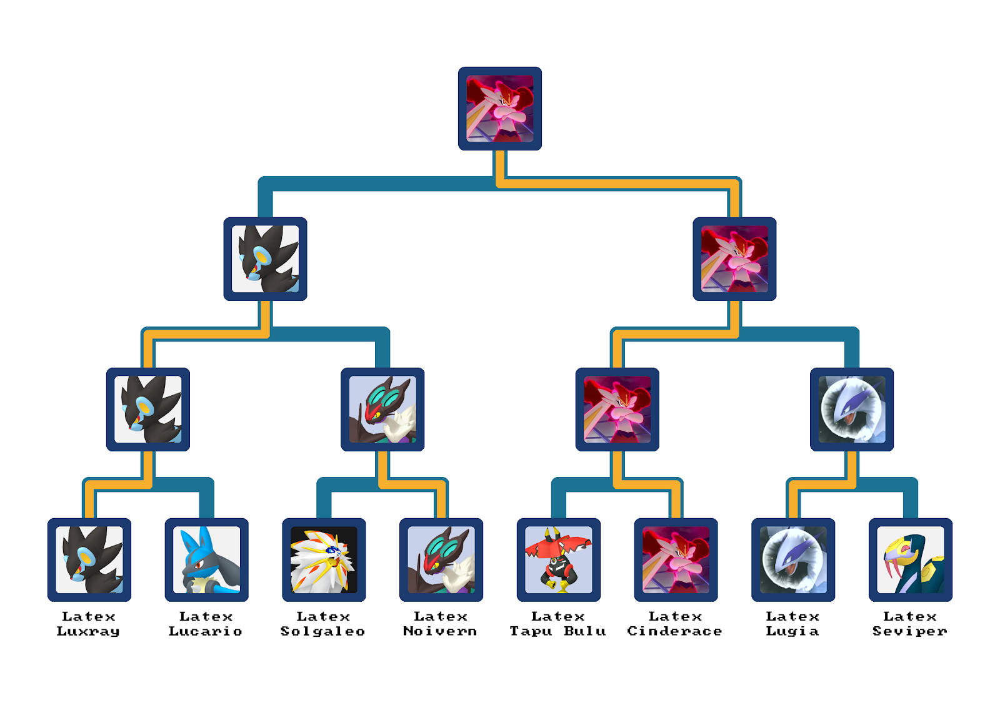 Latex
Luxray
Latex
Lucario
Latex
Solgaleo
Latex
Noivern
Latex
Tapu Bulu
Latex
Cinderace
Latex
Lugia
Latex
Seviper